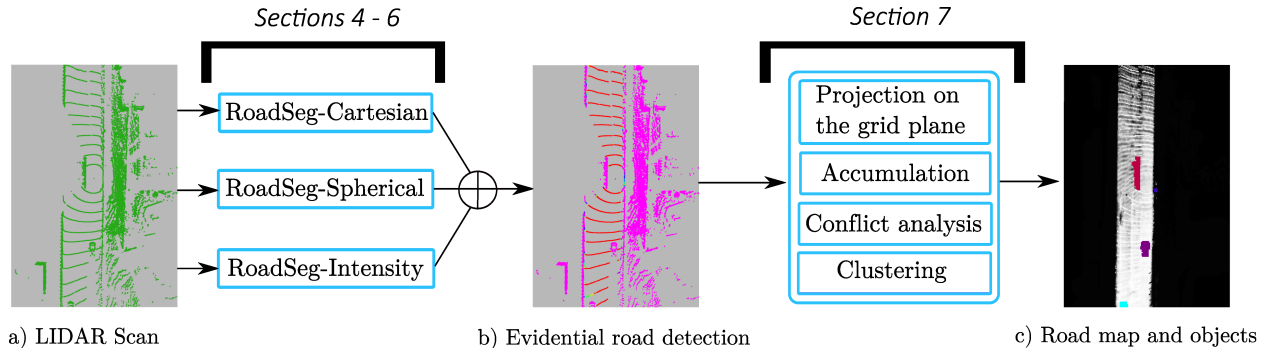 Sections 4 - 6
Section 7
RoadSeg-Cartesian
RoadSeg-Spherical
RoadSeg-Intensity
Projection on
the grid plane
Accumulation
Conflict analysis
Clustering
a) LIDAR Scan
b) Evidential road detection
c) Road map and objects